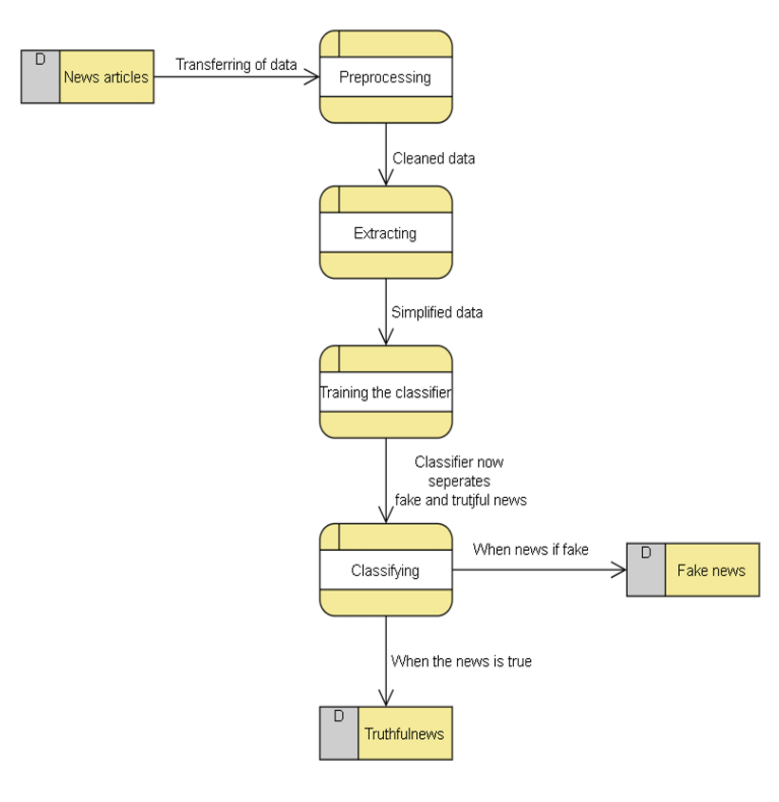 D
News articles
Transferring of data
Preprocessing
Cleaned data
Extracting
Simplified data
Training the classifier
Classifier now
seperates
fake and trutjful news
Classifying
When news if fake
D
Fake news
When the news is true
D
Truthfulnews